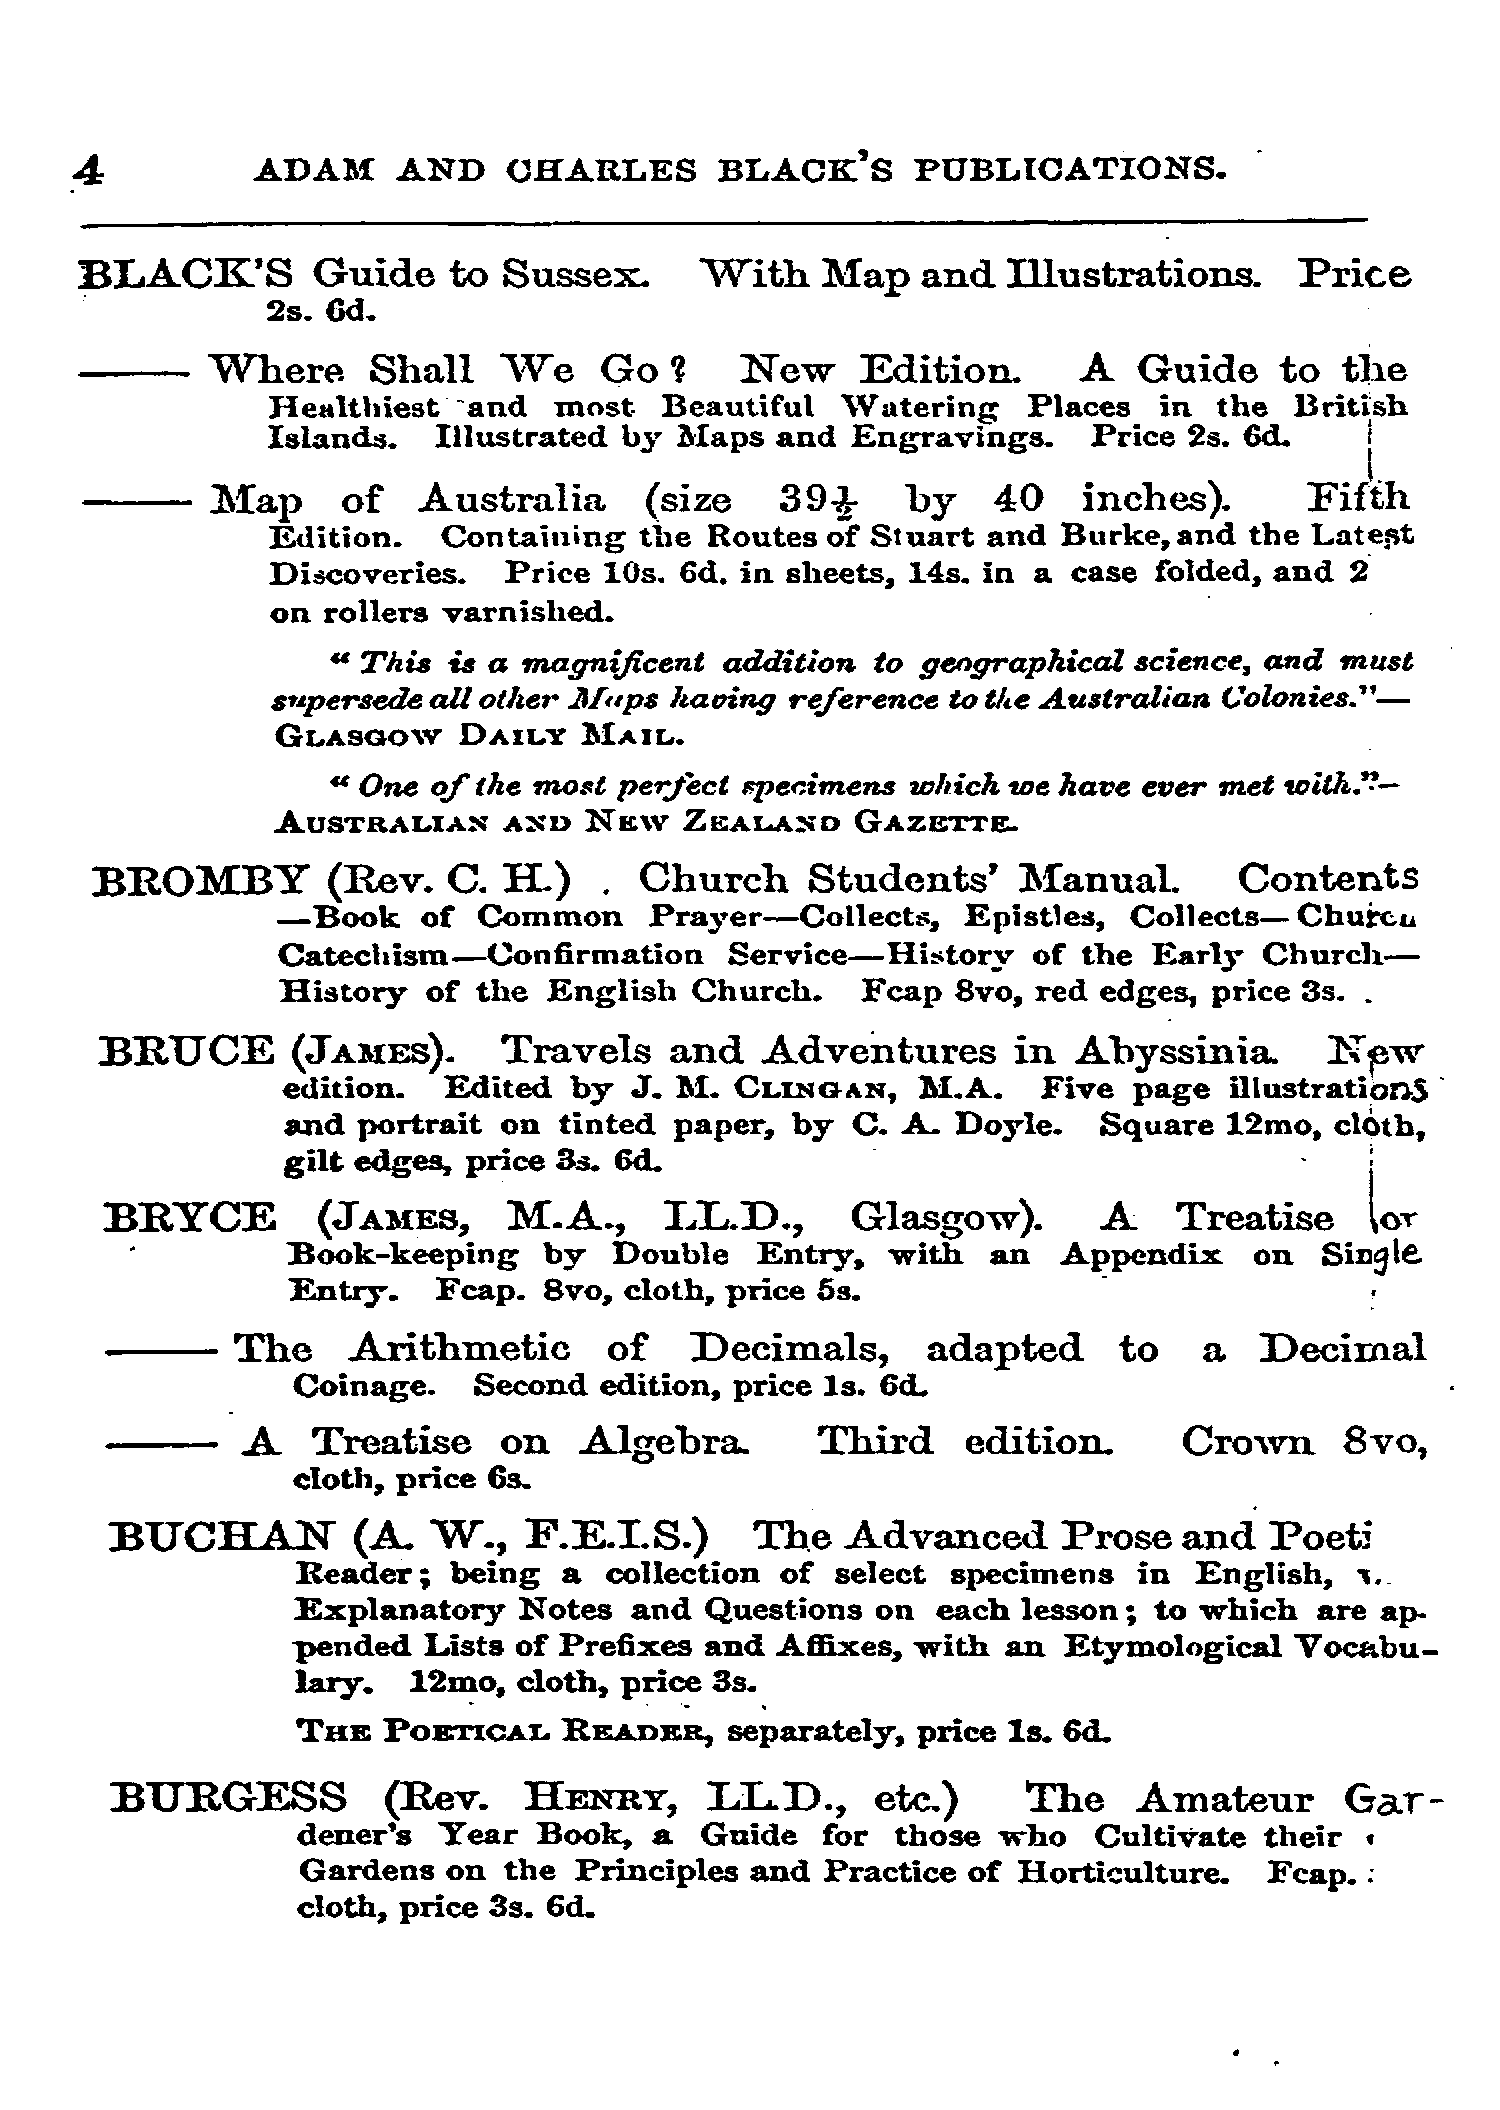 4 ADAM AND CHARLES BLACK'S PUBLICATIONS.
BLACK'S Guide to Sussex. With Map and Illustrations. Price
2s. 6d.
—— Where Shall We Go? New Edition. A Guide to the
Healthiest and most Beautiful Watering Places in the British
Islands. Illustrated by Maps and Engravings. Price 2s. 6d.
—— Map of Australia (size 39½ by 40 inches). Fifth
Edition. Containing the Routes of Stuart and Burke, and the Latest
Discoveries. Price 10s. 6d. in sheets, 14s. in a case folded, and 2
on rollers varnished.
"This is a magnificent addition to geographical science, and must
supersede all other Maps having reference to the Australian Colonies."—
GLASGOW DAILY MAIL.
"One of the most perfect specimens which we have ever met with."—
AUSTRALIAN AND NEW ZEALAND GAZETTE.
BROMBY (Rev. C. H.) . Church Students' Manual. Contents
—Book of Common Prayer—Collects, Epistles, Collects—Church
Catechism—Confirmation Service—History of the Early Church—
History of the English Church. Fcap 8vo, red edges, price 3s.
BRUCE (JAMES). Travels and Adventures in Abyssinia. New
edition. Edited by J. M. CLINGAN, M.A. Five page illustrations
and portrait on tinted paper, by C. A. Doyle. Square 12mo, cloth,
gilt edges, price 3s. 6d.
BRYCE (JAMES, M.A., LL.D., Glasgow). A Treatise or
Book-keeping by Double Entry, with an Appendix on Single
Entry. Fcap. 8vo, cloth, price 5s.
—— The Arithmetic of Decimals, adapted to a Decimal
Coinage. Second edition, price 1s. 6d.
—— A Treatise on Algebra. Third edition. Crown 8vo,
cloth, price 6s.
BUCHAN (A. W., F.E.I.S.) The Advanced Prose and Poeti
Reader; being a collection of select specimens in English,
Explanatory Notes and Questions on each lesson; to which are ap-
pended Lists of Prefixes and Affixes, with an Etymological Vocabu-
lary. 12mo, cloth, price 3s.
THE POETICAL READER, separately, price 1s. 6d.
BURGESS (Rev. HENRY, LL.D., etc.) The Amateur Gar-
dener's Year Book, a Guide for those who Cultivate their
Gardens on the Principles and Practice of Horticulture. Fcap.
cloth, price 3s. 6d.